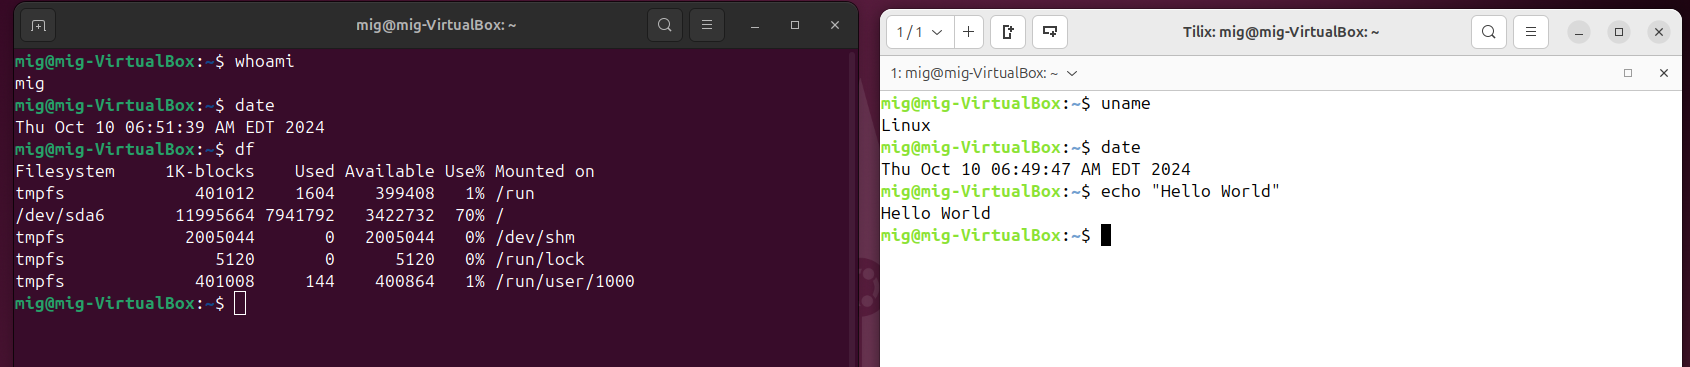 mig@mig-VirtualBox: ~
mig@mig-VirtualBox:~$ whoami
mig
mig@mig-VirtualBox:~$ date
Thu Oct 10 06:51:39 AM EDT 2024
mig@mig-VirtualBox:~$ df
Filesystem     1K-blocks    Used Available Use% Mounted on
tmpfs             401012    1604    399408   1% /run
/dev/sda6       11995664 7941792   3422732  70% /
tmpfs            2005044       0   2005044   0% /dev/shm
tmpfs               5120       0      5120   0% /run/lock
tmpfs             401008     144    400864   1% /run/user/1000
mig@mig-VirtualBox:~$
1 / 1
Tilix: mig@mig-VirtualBox: ~
1: mig@mig-VirtualBox: ~
mig@mig-VirtualBox:~$ uname
Linux
mig@mig-VirtualBox:~$ date
Thu Oct 10 06:49:47 AM EDT 2024
mig@mig-VirtualBox:~$ echo "Hello World"
Hello World
mig@mig-VirtualBox:~$